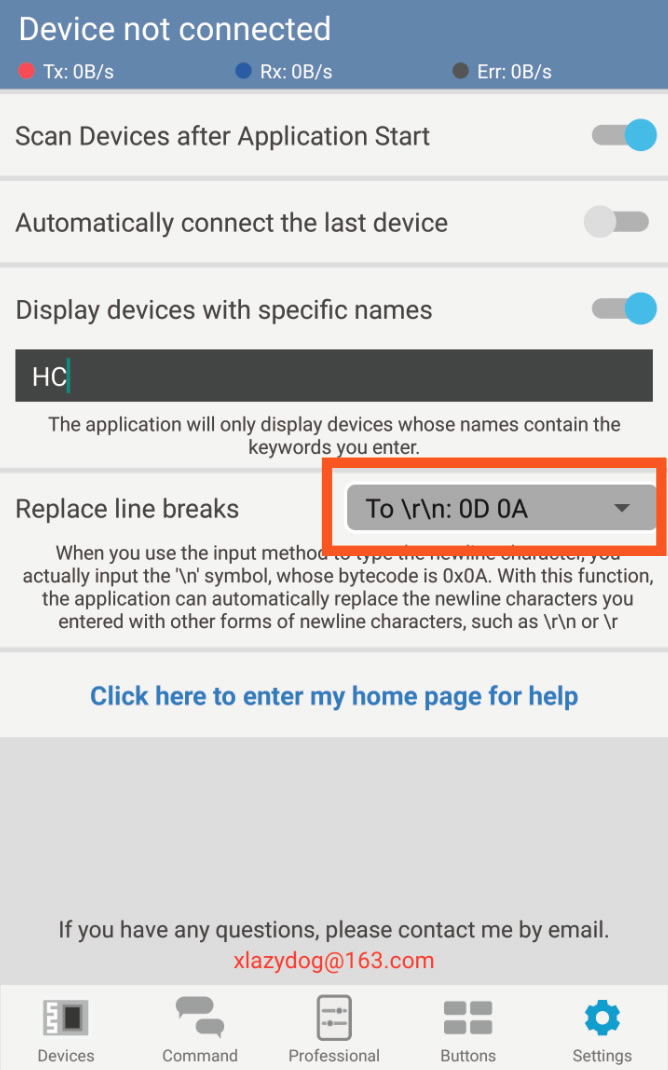 Device not connected
Tx: 0B/s Rx: 0B/s Err: 0B/s
Scan Devices after Application Start
Automatically connect the last device
Display devices with specific names
HC
The application will only display devices whose names contain the
keywords you enter.
Replace line breaks To \r\n: 0D 0A
When you use the input method to type the newline character, you
actually input the '\n' symbol, whose bytecode is 0x0A. With this function,
the application can automatically replace the newline characters you
entered with other forms of newline characters, such as \r\n or \r
Click here to enter my home page for help
If you have any questions, please contact me by email.
xlazydog@163.com
Devices Command Professional Buttons Settings